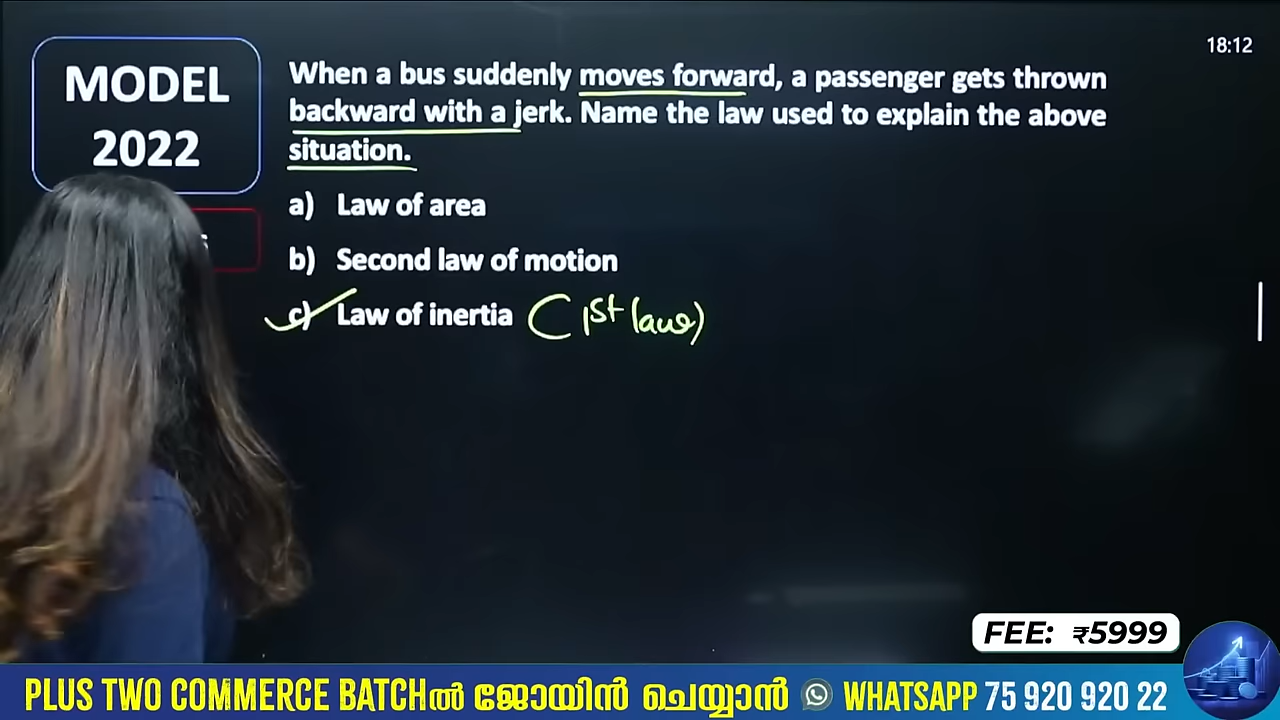 18:12
MODEL
2022
When a bus suddenly moves forward, a passenger gets thrown
backward with a jerk. Name the law used to explain the above
situation.
a) Law of area
b) Second law of motion
c) Law of inertia (1st law)
FEE: ₹5999
PLUS TWO COMMERCE BATCHൽ ജോയിൻ ചെയ്യാൻ WHATSAPP 75 920 920 22